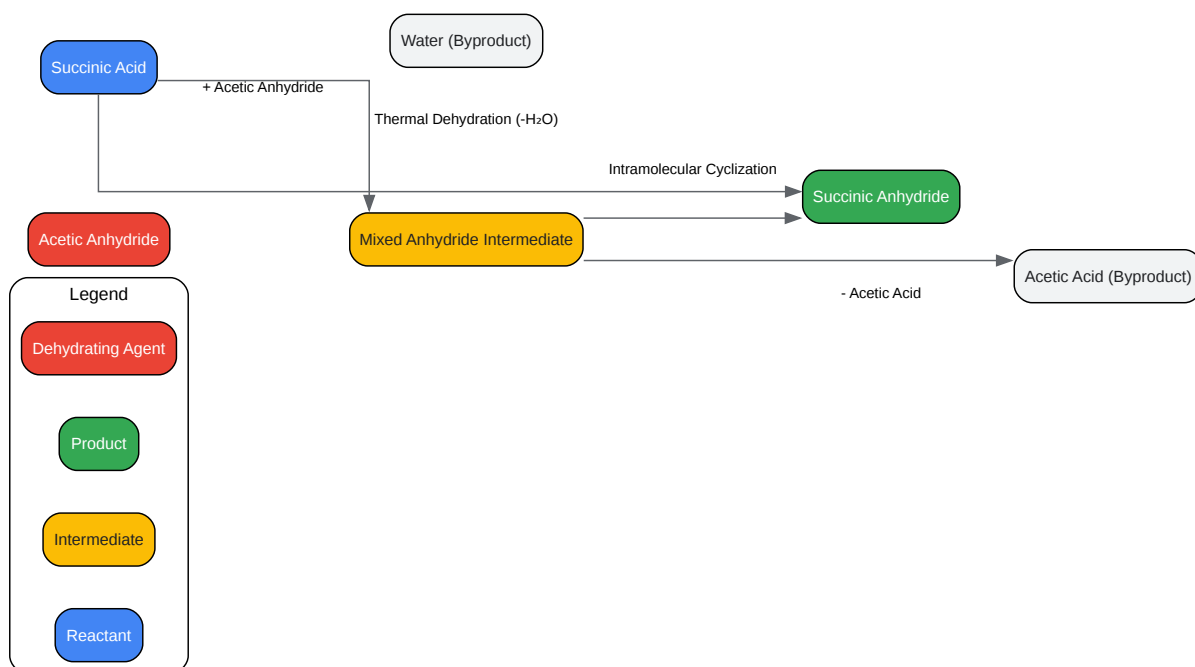 Water (Byproduct)
Succinic Acid
+ Acetic Anhydride
Thermal Dehydration (-H₂O)
Intramolecular Cyclization
Succinic Anhydride
Acetic Anhydride
Mixed Anhydride Intermediate
Acetic Acid (Byproduct)
- Acetic Acid
Legend
Dehydrating Agent
Product
Intermediate
Reactant